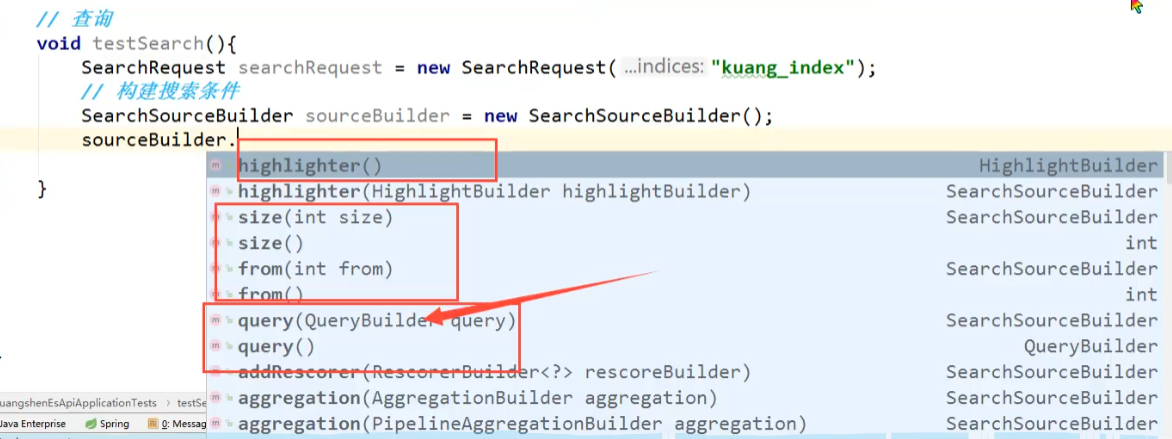 // 查询
void testSearch(){
SearchRequest searchRequest = new SearchRequest( ...indices: "kuang_index");
// 构建搜索条件
SearchSourceBuilder sourceBuilder = new SearchSourceBuilder();
sourceBuilder.
highlighter() HighlightBuilder
highlighter(HighlightBuilder highlightBuilder) SearchSourceBuilder
size(int size) SearchSourceBuilder
size() int
from(int from) SearchSourceBuilder
from() int
query(QueryBuilder query) SearchSourceBuilder
query() QueryBuilder
addRescorer(RescorerBuilder<?> rescoreBuilder) SearchSourceBuilder
aggregation(AggregationBuilder aggregation) SearchSourceBuilder
aggregation(PipelineAggregationBuilder aggregation) SearchSourceBuilder
}
uangshenEsApiApplicationTests › testSe
Java Enterprise Spring 0: Messag